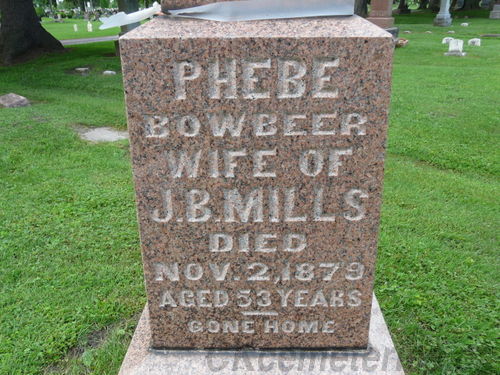 PHEBE
BOWBEER
WIFE OF
J.B.MILLS
DIED
NOV. 2, 1879
AGED 53 YEARS
GONE HOME